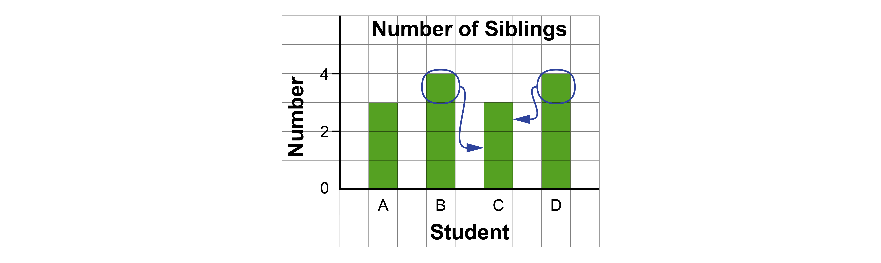 Number of Siblings
Number
4
2
0
A B C D
Student